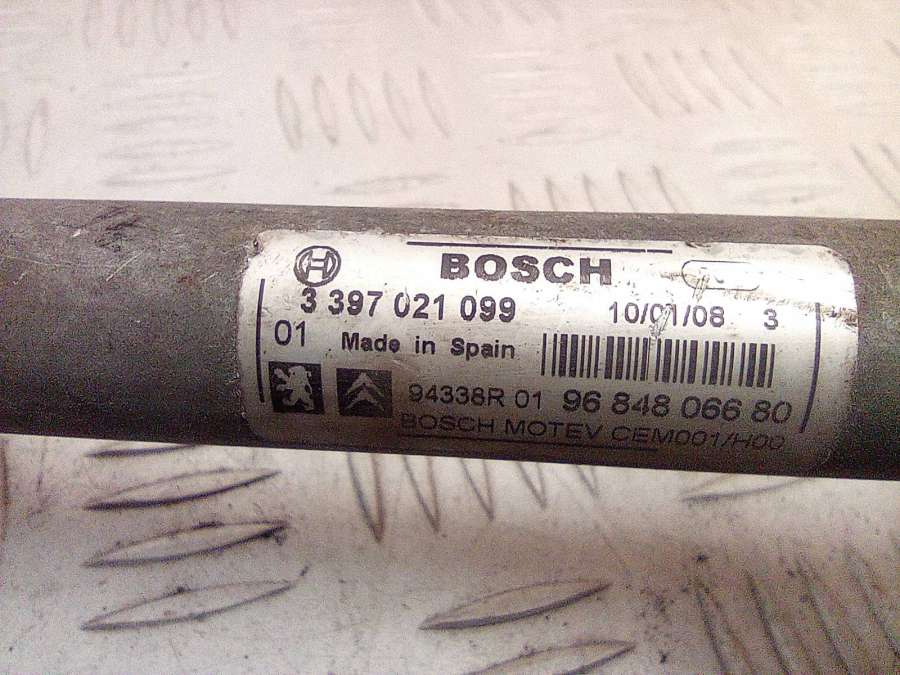 BOSCH
3 397 021 099 10/01/08 3
01 Made in Spain
94338R 01 96 848 066 80
BOSCH MOTEV CEM001/H00